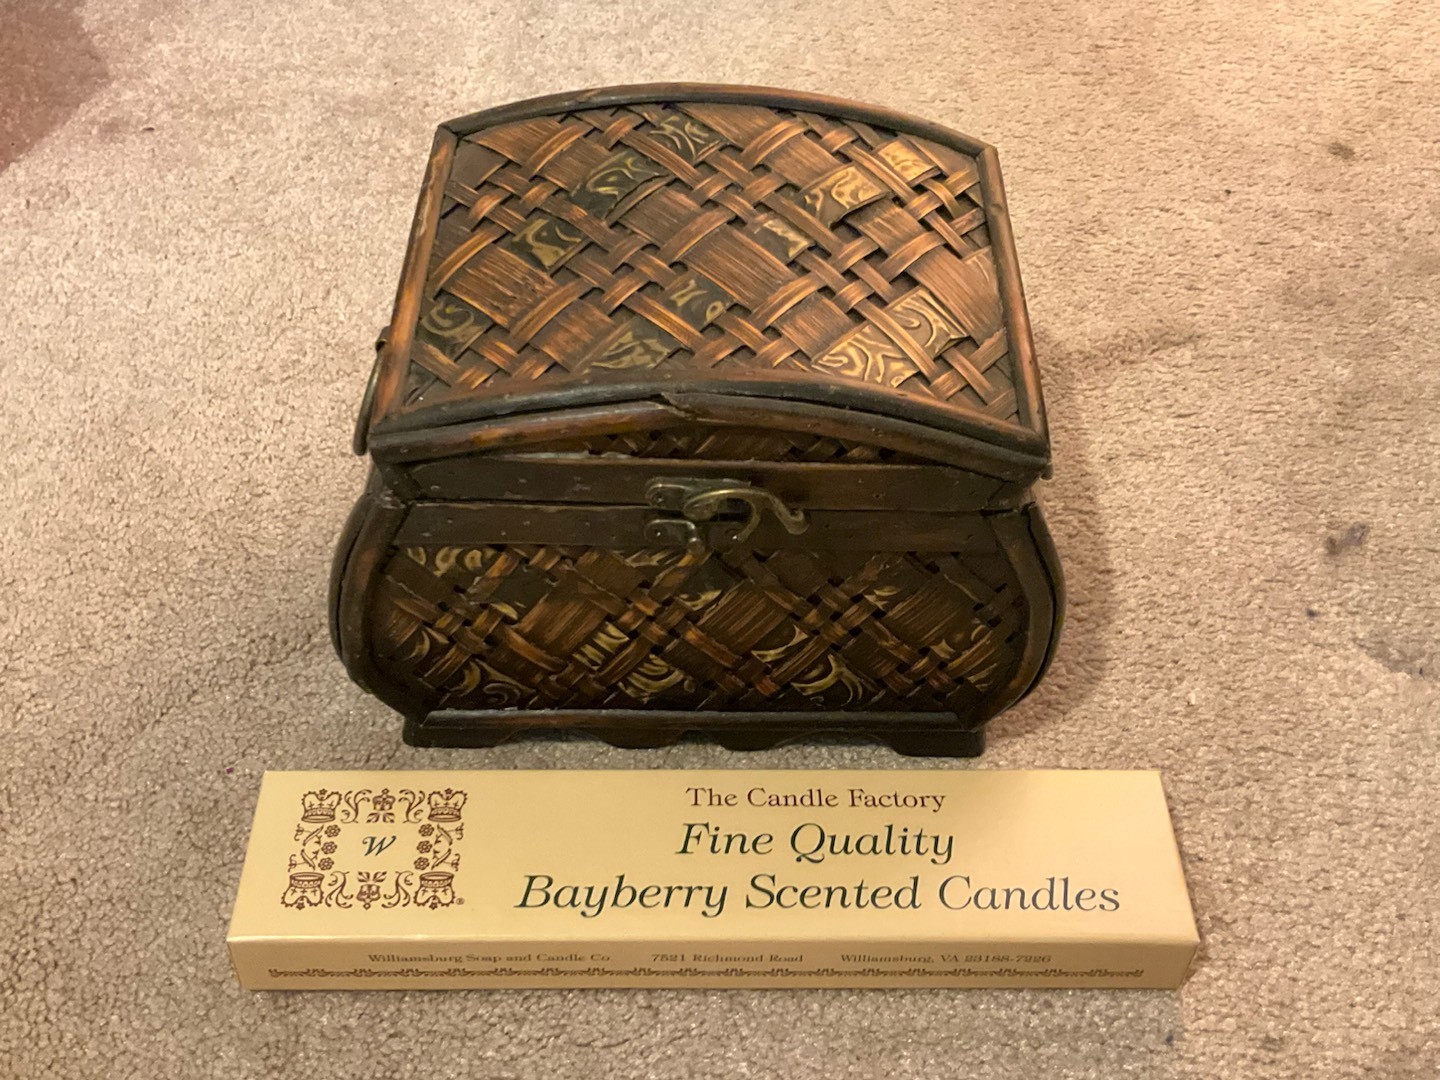 W
The Candle Factory
Fine Quality
Bayberry Scented Candles
Williamsburg Soap and Candle Co. 7521 Richmond Road Williamsburg, VA 23188-7226